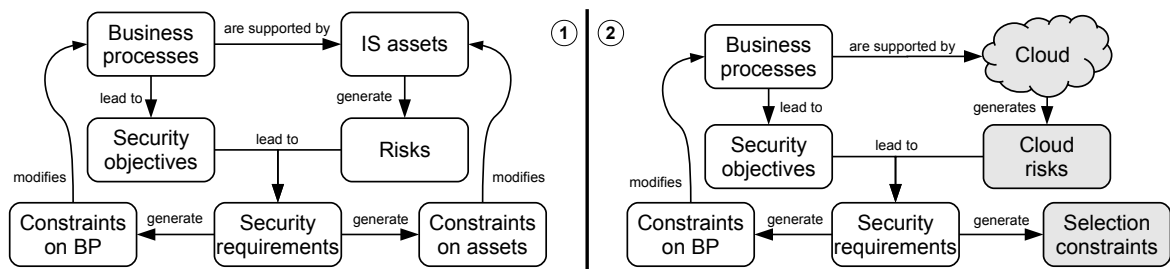 Business
processes
are supported by
IS assets
1
lead to
generate
Security
objectives
lead to
Risks
modifies
modifies
Constraints
on BP
generate
Security
requirements
generate
Constraints
on assets
2
Business
processes
are supported by
Cloud
lead to
generates
Security
objectives
lead to
Cloud
risks
modifies
Constraints
on BP
generate
Security
requirements
generate
Selection
constraints